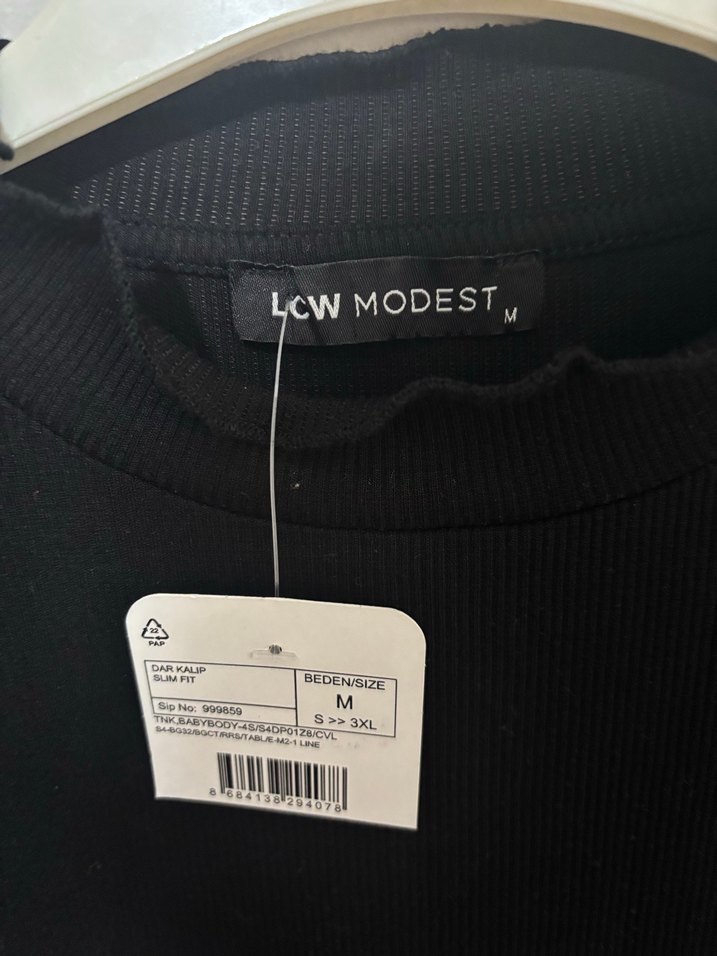 LCW MODEST
M
22
PAP
DAR KALIP
SLIM FIT
Sip No: 999859
BEDEN/SIZE
M
S >> 3XL
TNK,BABYBODY-4S/S4DP01Z8/CVL
S4-BG32/BGCT/RRS/TABL/E-M2-1 LINE
8 684138 294078